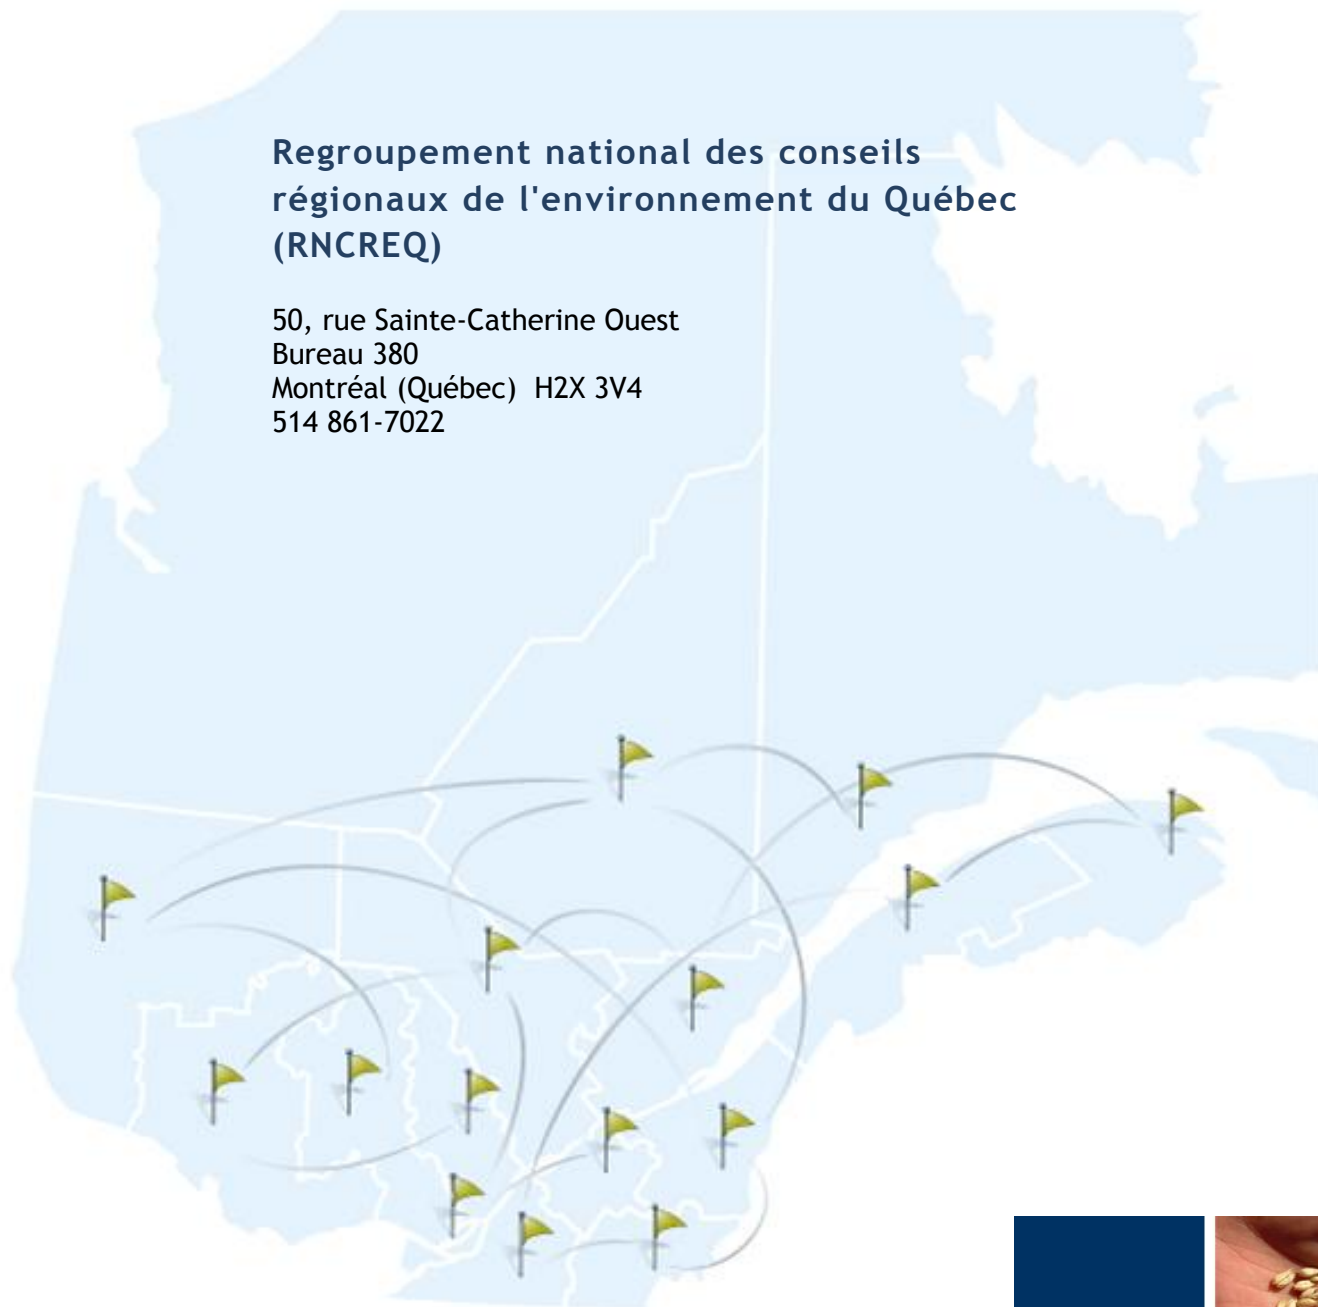 Regroupement national des conseils
régionaux de l'environnement du Québec
(RNCREQ)
50, rue Sainte-Catherine Ouest
Bureau 380
Montréal (Québec)  H2X 3V4
514 861-7022